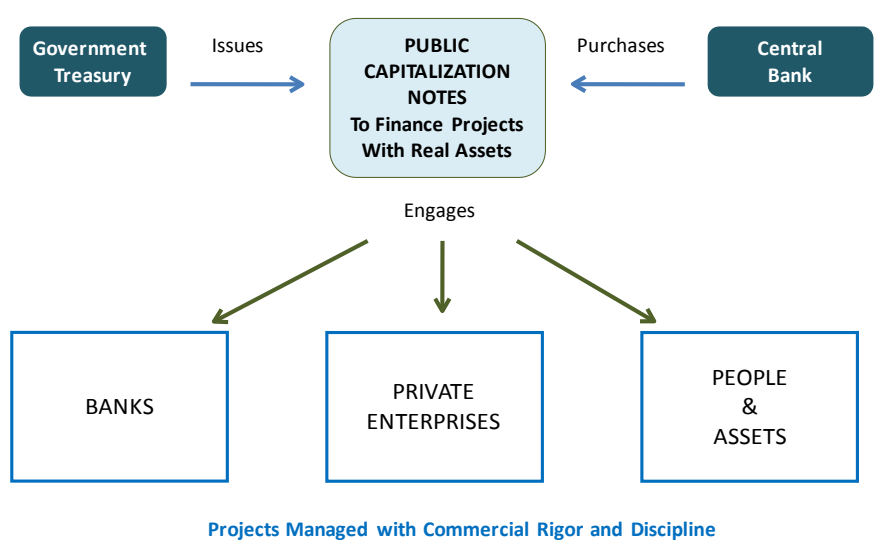 Government
Treasury
Issues
PUBLIC
CAPITALIZATION
NOTES
To Finance Projects
With Real Assets
Purchases
Central
Bank
Engages
BANKS
PRIVATE
ENTERPRISES
PEOPLE
&
ASSETS
Projects Managed with Commercial Rigor and Discipline